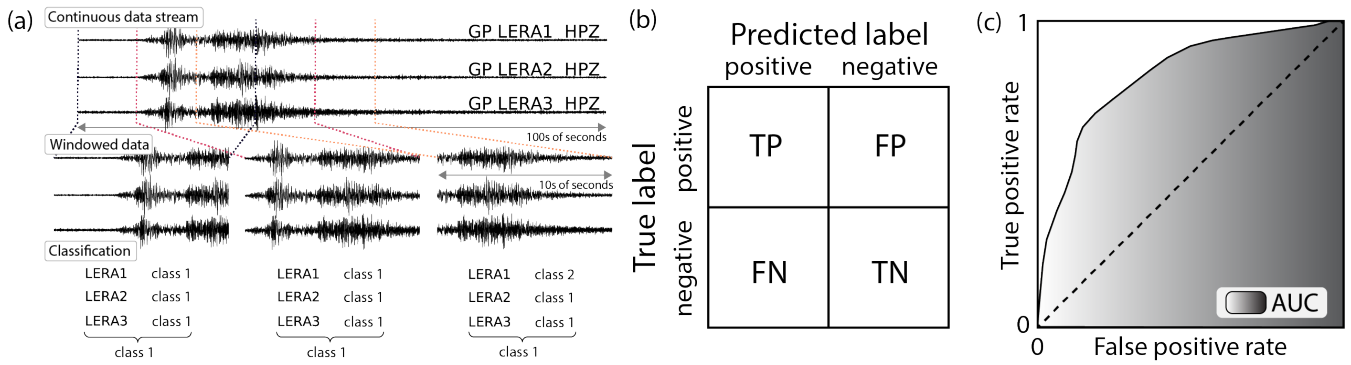 (a)
Continuous data stream
GP LERA1 HPZ
GP LERA2 HPZ
GP LERA3 HPZ
100s of seconds
Windowed data
10s of seconds
Classification
LERA1 class 1
LERA2 class 1
LERA3 class 1
class 1
LERA1 class 1
LERA2 class 1
LERA3 class 1
class 1
LERA1 class 2
LERA2 class 1
LERA3 class 1
class 1
(b)
Predicted label
positive negative
True label
positive
negative
TP FP
FN TN
(c)
1
True positive rate
0
0
False positive rate
1
AUC